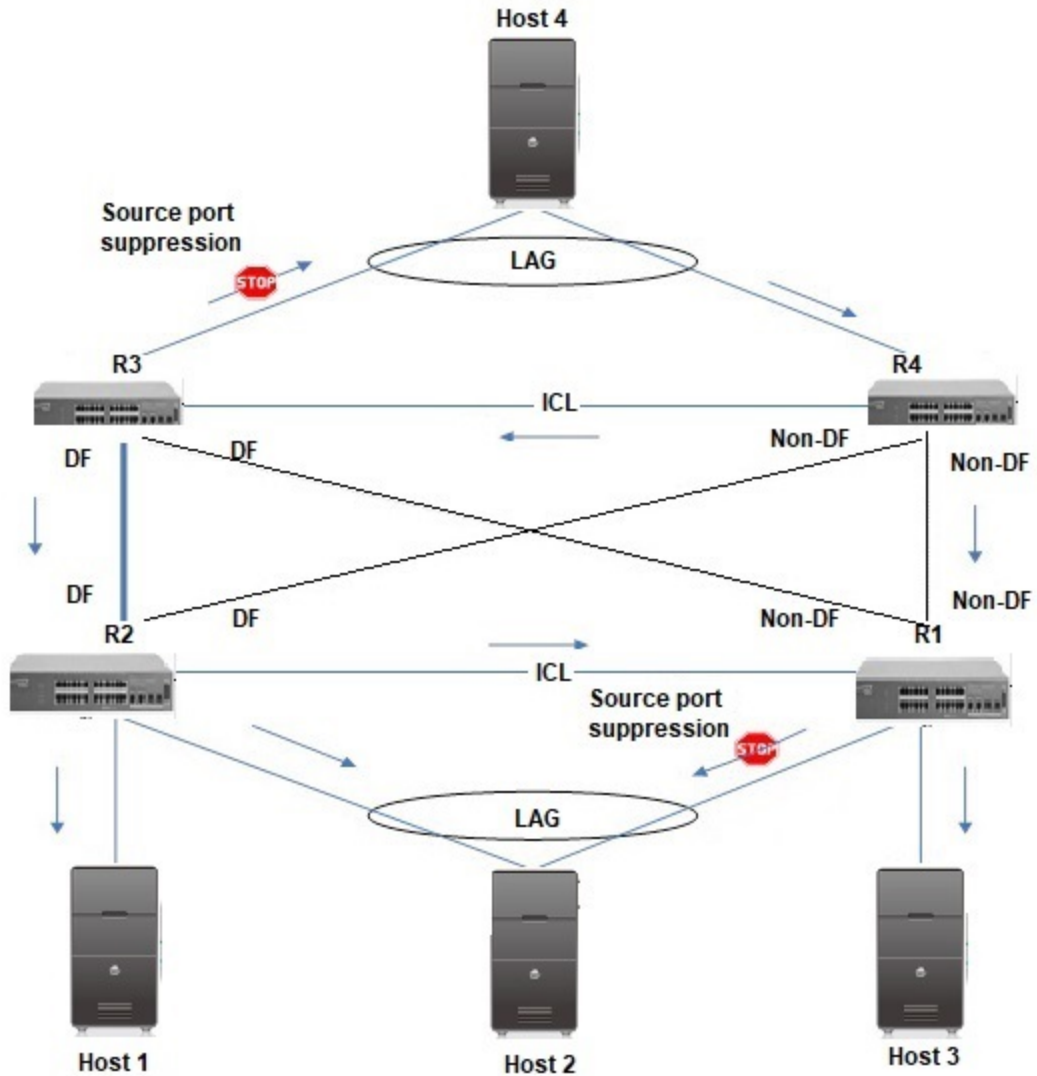 Host 4
Source port
suppression
STOP
LAG
R3
R4
ICL
DF
DF
Non-DF
Non-DF
DF
DF
Non-DF
Non-DF
R2
R1
ICL
Source port
suppression
STOP
LAG
Host 1
Host 2
Host 3